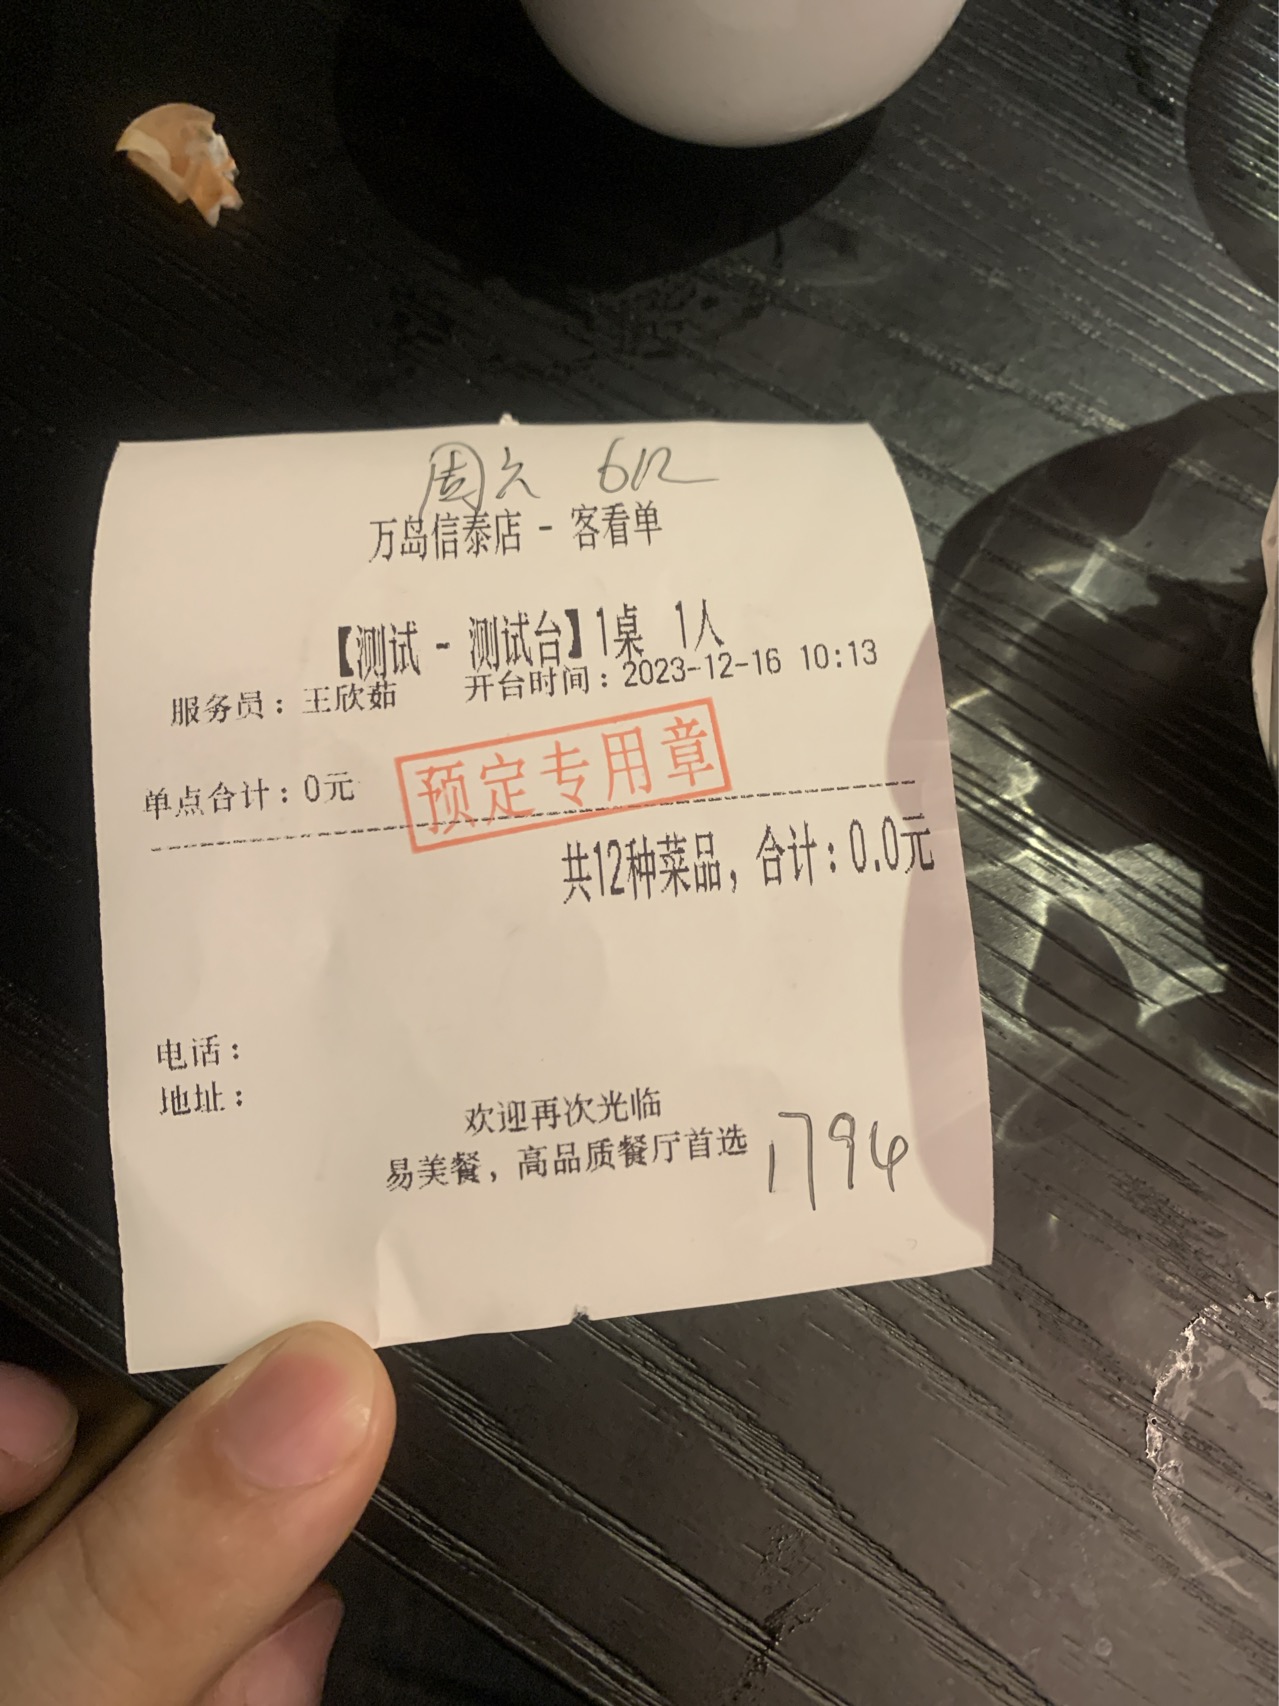 周六 6位
万岛信泰店 - 客看单
【测试 - 测试台】1桌 1人
服务员：王欣茹 开台时间：2023-12-16 10:13
单点合计：0元
预定专用章
共12种菜品，合计：0.0元
电话：
地址：
欢迎再次光临
易美餐，高品质餐厅首选
1794